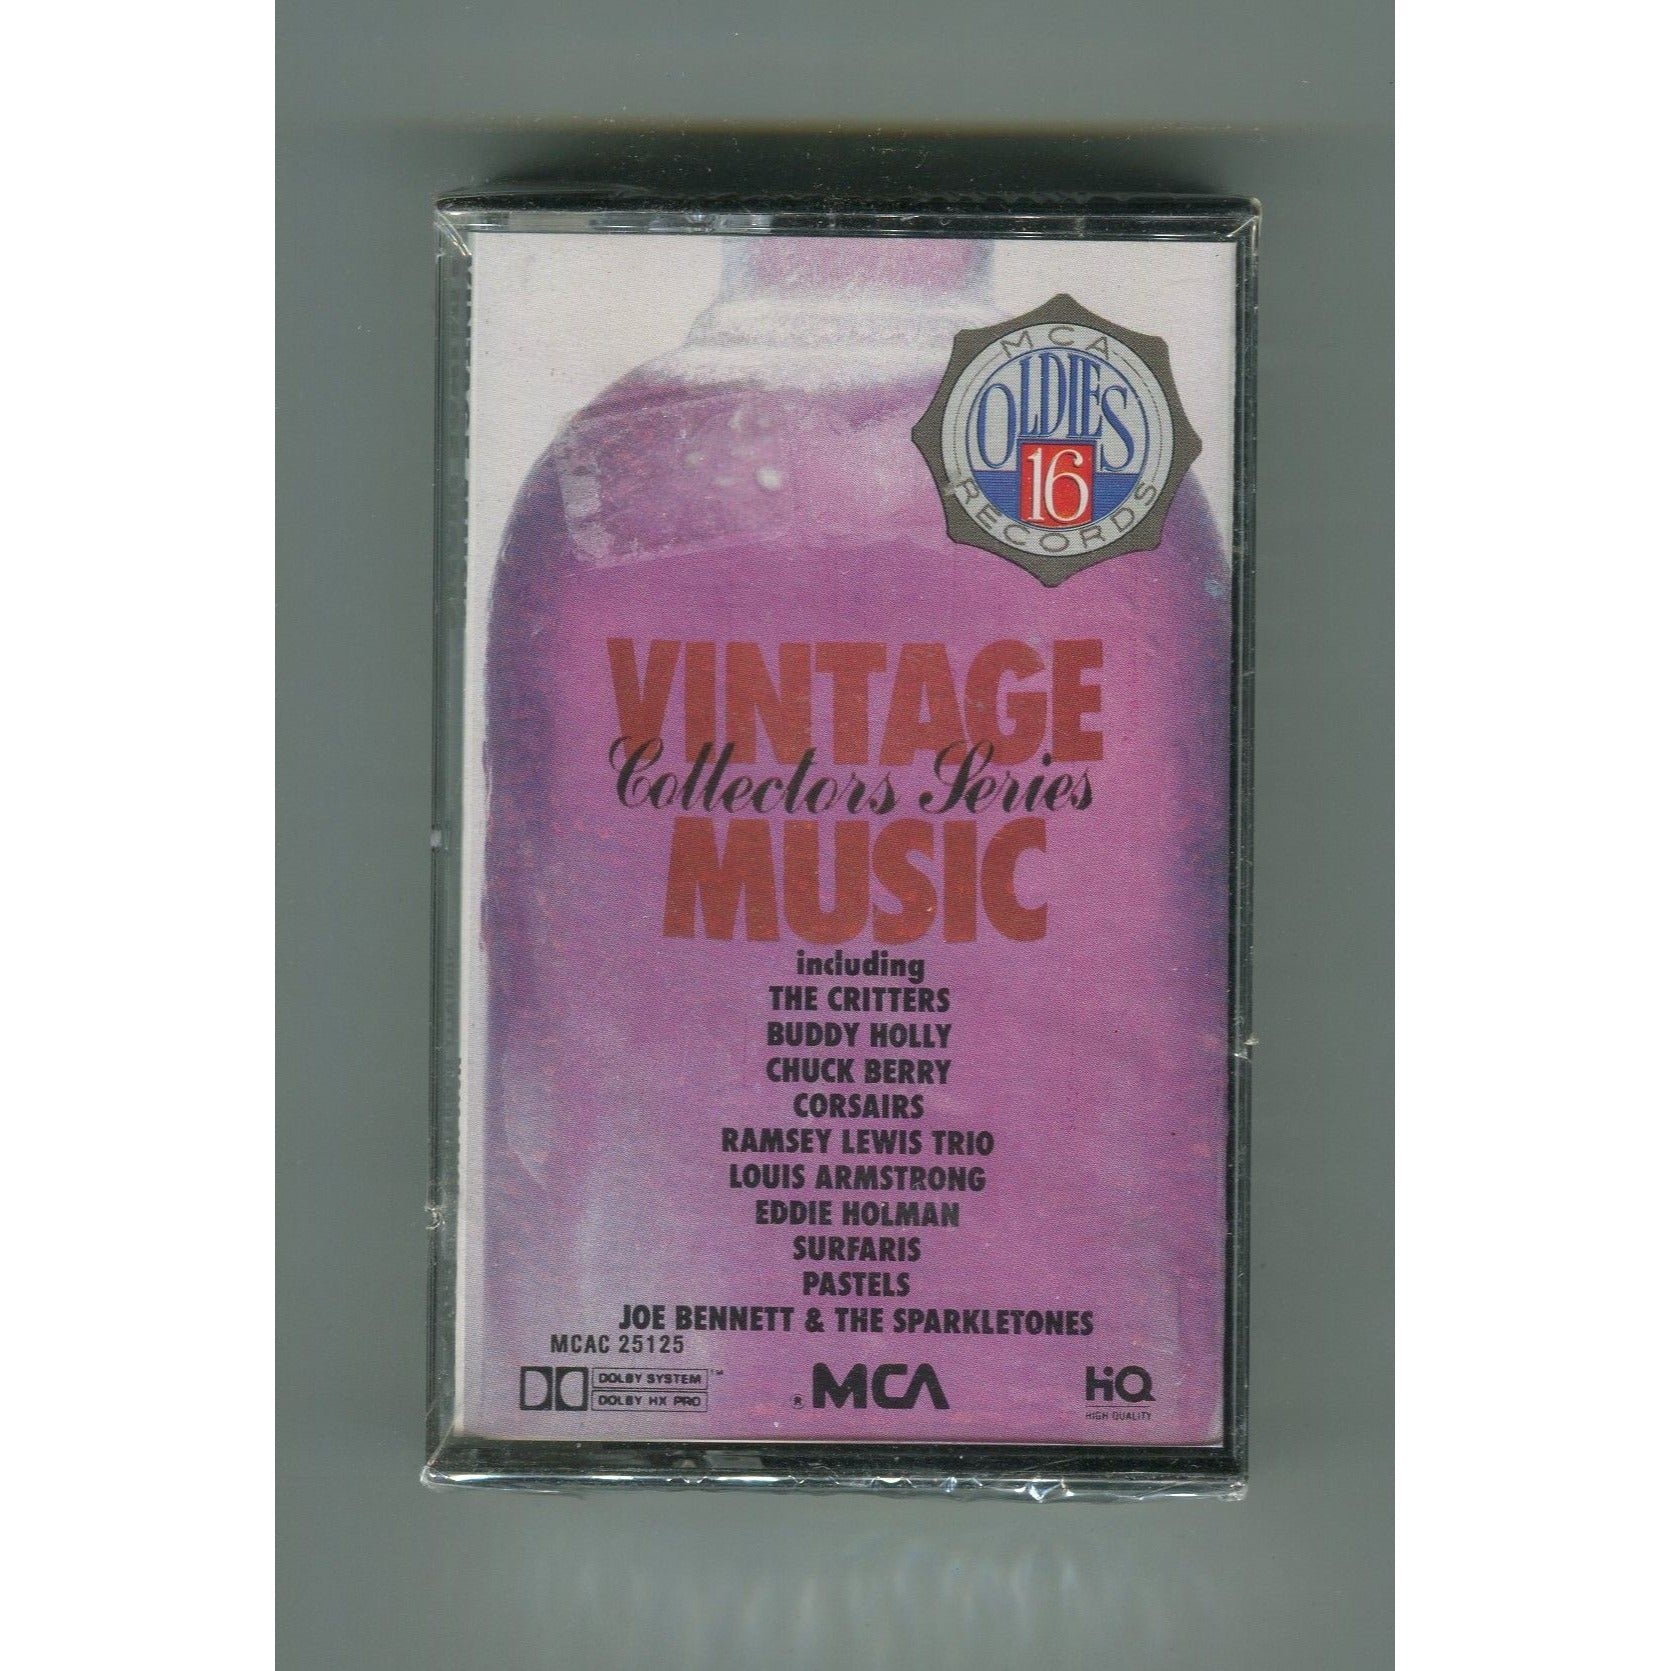 MCA
OLDIES
16
RECORDS
VINTAGE
Collectors Series
MUSIC
including
THE CRITTERS
BUDDY HOLLY
CHUCK BERRY
CORSAIRS
RAMSEY LEWIS TRIO
LOUIS ARMSTRONG
EDDIE HOLMAN
SURFARIS
PASTELS
JOE BENNETT & THE SPARKLETONES
MCAC 25125
DOLBY SYSTEM™
DOLBY HX PRO
® MCA
HiQ
HIGH QUALITY